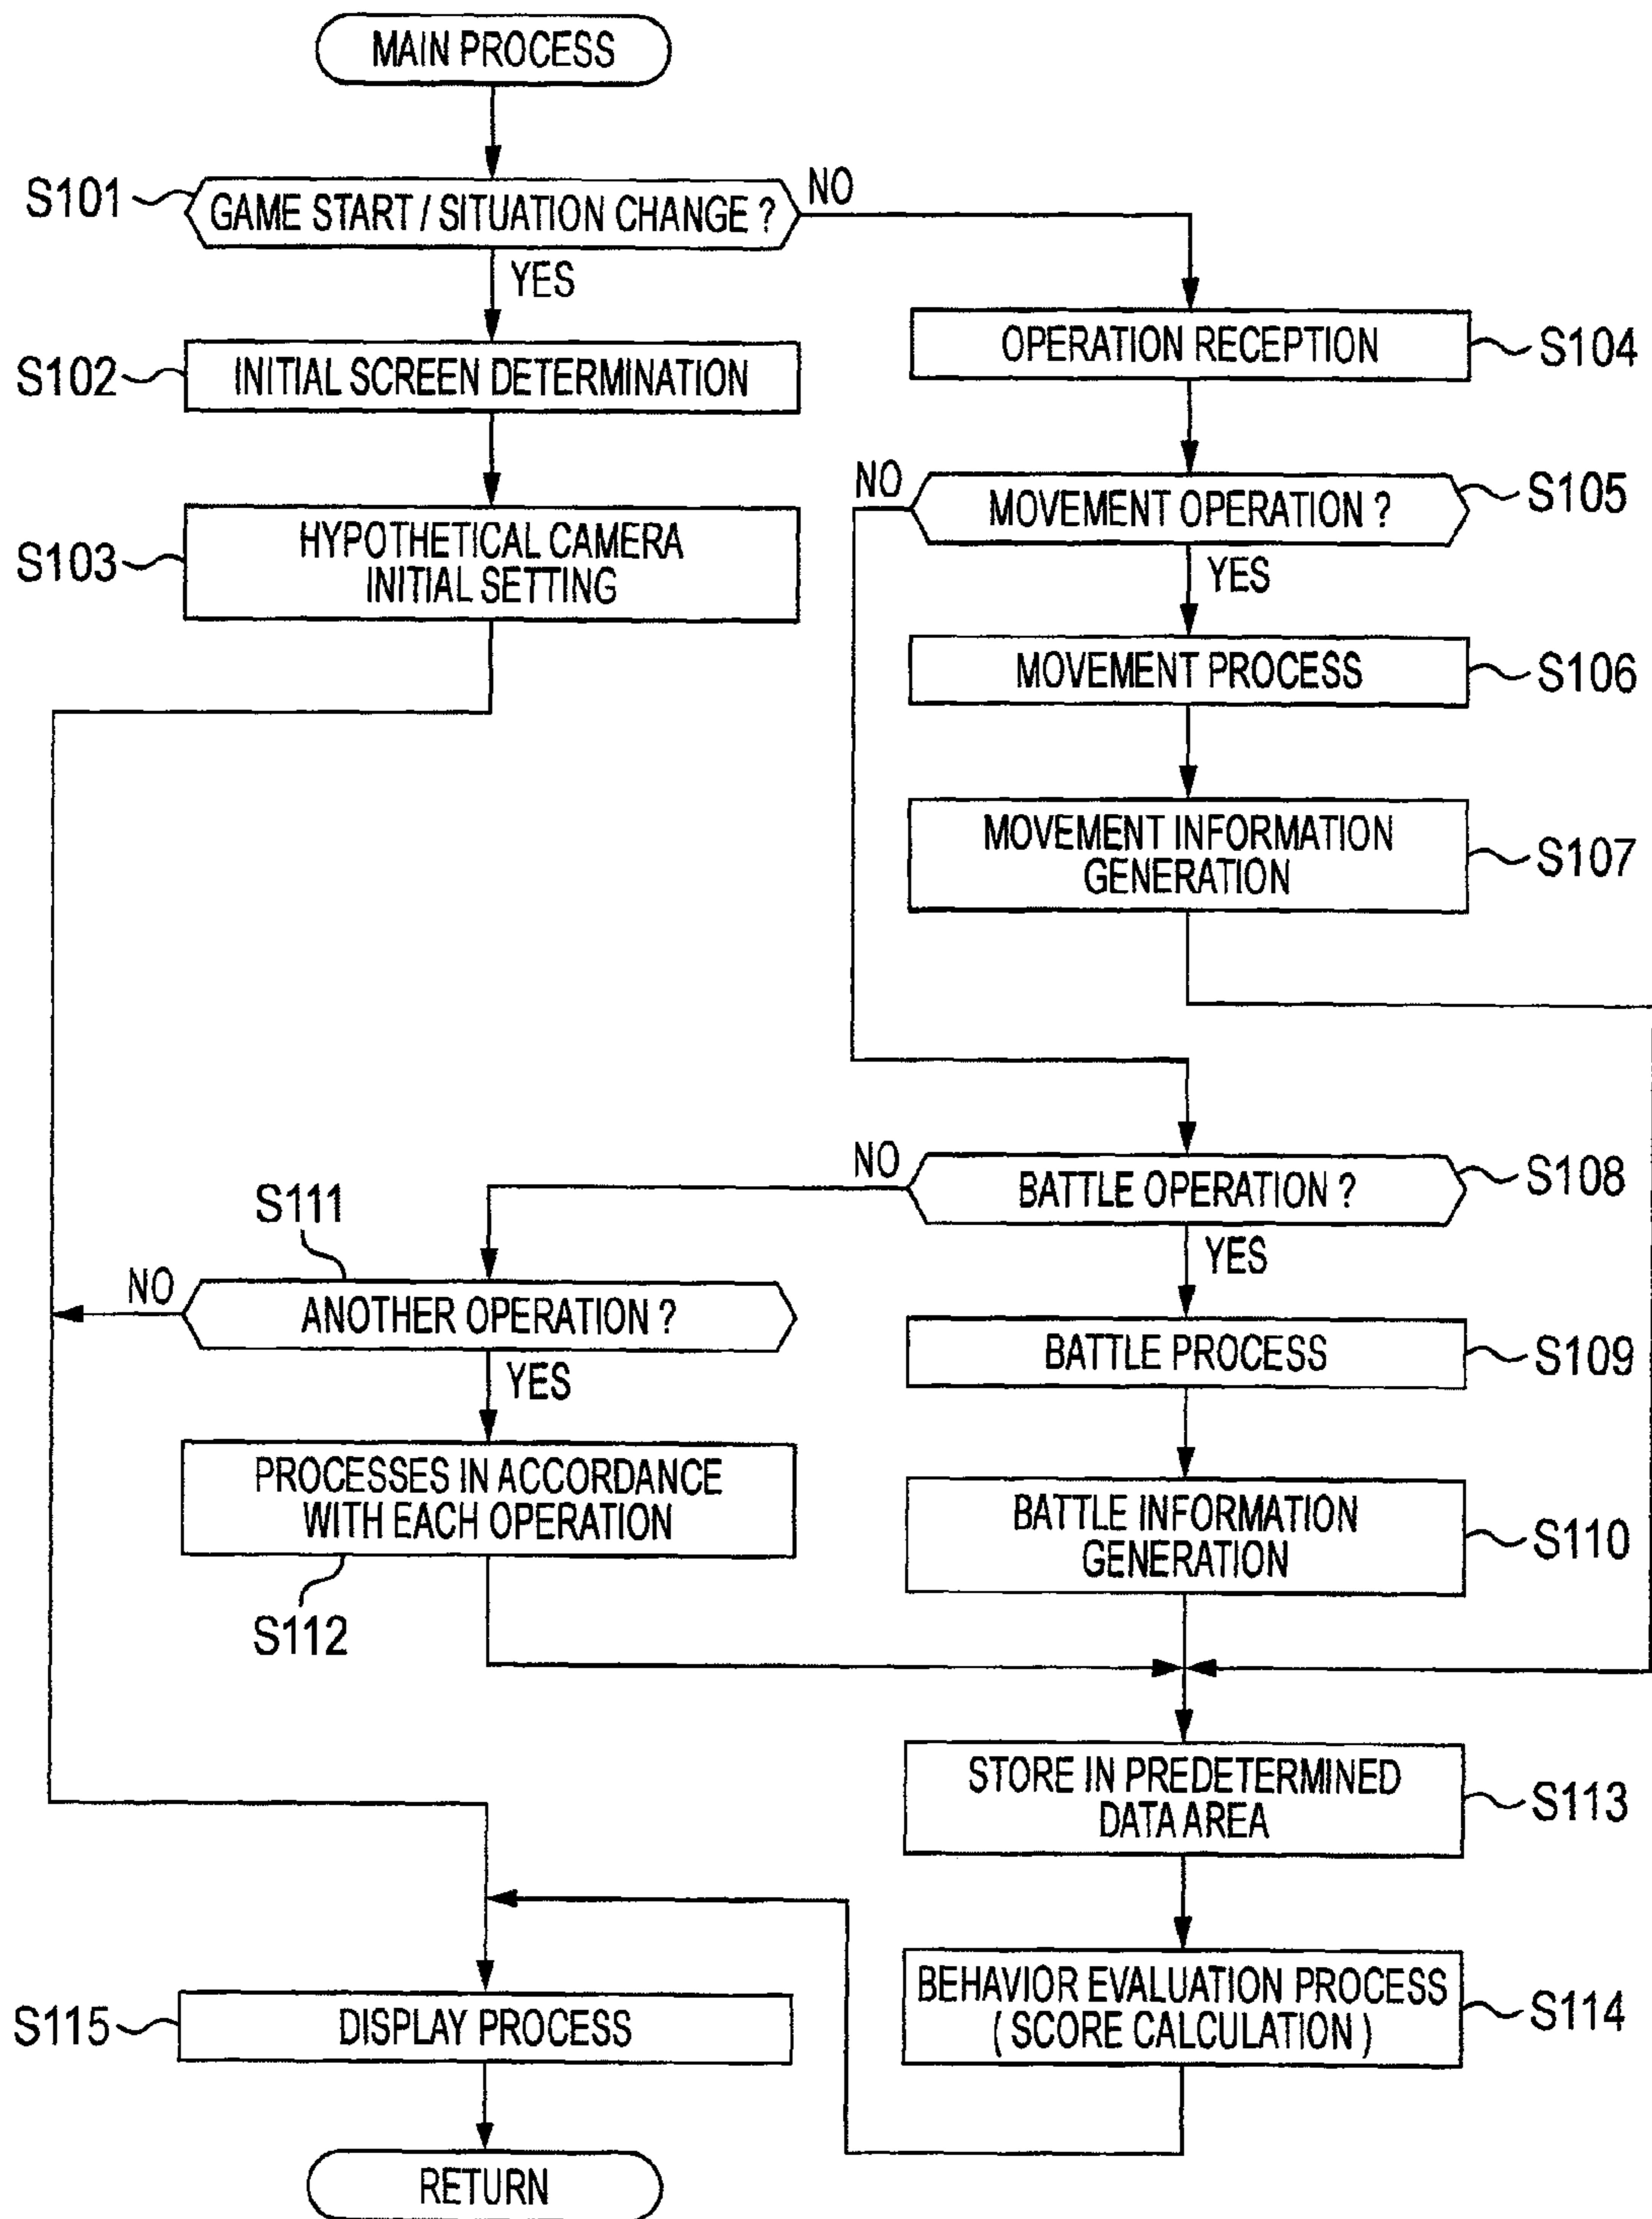 MAIN PROCESS
S101
GAME START / SITUATION CHANGE ?
NO
YES
S102
INITIAL SCREEN DETERMINATION
OPERATION RECEPTION
S104
S103
HYPOTHETICAL CAMERA
INITIAL SETTING
NO
MOVEMENT OPERATION ?
S105
YES
MOVEMENT PROCESS
S106
MOVEMENT INFORMATION
GENERATION
S107
NO
BATTLE OPERATION ?
S108
YES
S111
NO
ANOTHER OPERATION ?
YES
BATTLE PROCESS
S109
PROCESSES IN ACCORDANCE
WITH EACH OPERATION
S112
BATTLE INFORMATION
GENERATION
S110
STORE IN PREDETERMINED
DATA AREA
S113
BEHAVIOR EVALUATION PROCESS
( SCORE CALCULATION )
S114
S115
DISPLAY PROCESS
RETURN